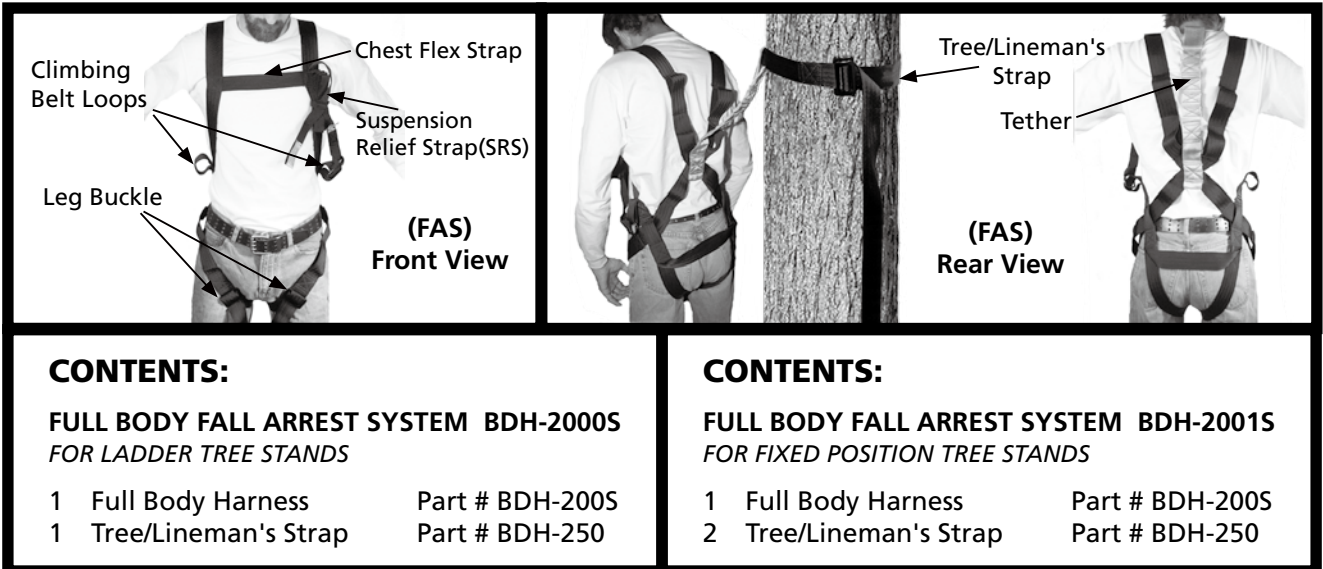 Climbing
Belt Loops
Chest Flex Strap
Suspension
Relief Strap(SRS)
Leg Buckle
(FAS)
Front View
Tree/Lineman's
Strap
Tether
(FAS)
Rear View
CONTENTS:
FULL BODY FALL ARREST SYSTEM BDH-2000S
FOR LADDER TREE STANDS
1 Full Body Harness Part # BDH-200S
1 Tree/Lineman's Strap Part # BDH-250
CONTENTS:
FULL BODY FALL ARREST SYSTEM BDH-2001S
FOR FIXED POSITION TREE STANDS
1 Full Body Harness Part # BDH-200S
2 Tree/Lineman's Strap Part # BDH-250